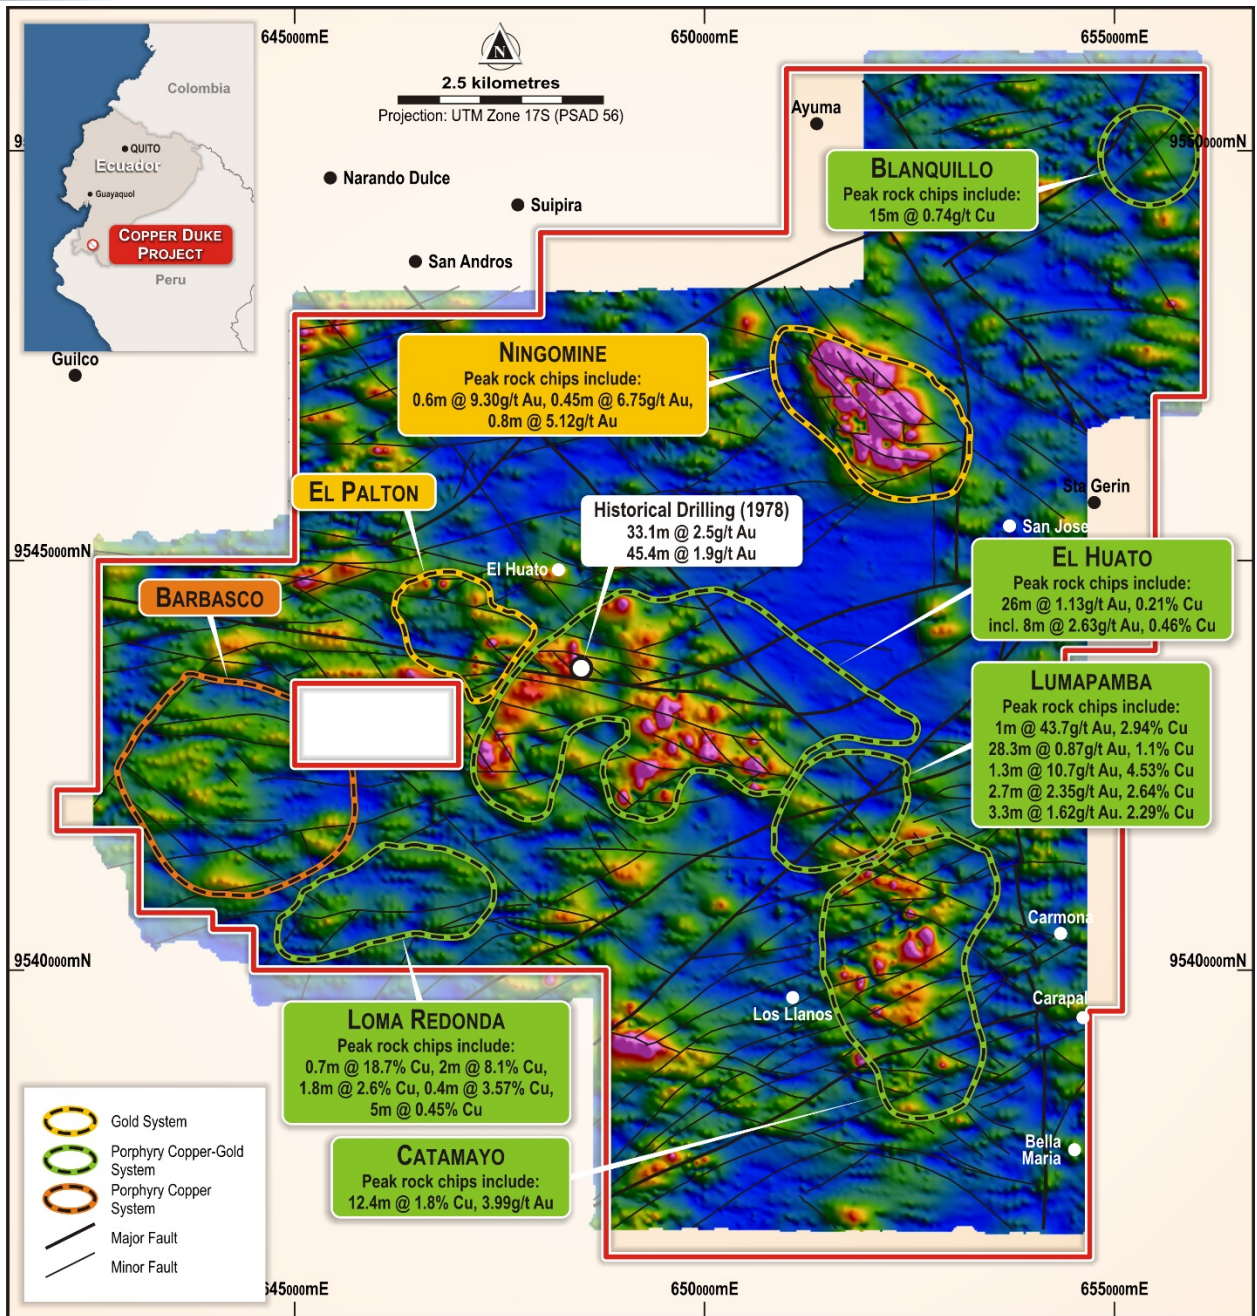 645000mE
650000mE
655000mE
Colombia
QUITO
Ecuador
Guayaquol
COPPER DUKE
PROJECT
Peru
N
2.5 kilometres
Projection: UTM Zone 17S (PSAD 56)
Ayuma
9550000mN
BLANQUILLO
Peak rock chips include:
15m @ 0.74g/t Cu
Narando Dulce
Suipira
San Andros
Guilco
NINGOMINE
Peak rock chips include:
0.6m @ 9.30g/t Au, 0.45m @ 6.75g/t Au,
0.8m @ 5.12g/t Au
EL PALTON
Sta Gerin
Historical Drilling (1978)
33.1m @ 2.5g/t Au
45.4m @ 1.9g/t Au
San Jose
9545000mN
El Huato
EL HUATO
Peak rock chips include:
26m @ 1.13g/t Au, 0.21% Cu
incl. 8m @ 2.63g/t Au, 0.46% Cu
BARBASCO
LUMAPAMBA
Peak rock chips include:
1m @ 43.7g/t Au, 2.94% Cu
28.3m @ 0.87g/t Au, 1.1% Cu
1.3m @ 10.7g/t Au, 4.53% Cu
2.7m @ 2.35g/t Au, 2.64% Cu
3.3m @ 1.62g/t Au. 2.29% Cu
Carmona
9540000mN
9540000mN
Carapal
Los Llanos
LOMA REDONDA
Peak rock chips include:
0.7m @ 18.7% Cu, 2m @ 8.1% Cu,
1.8m @ 2.6% Cu, 0.4m @ 3.57% Cu,
5m @ 0.45% Cu
Gold System
Porphyry Copper-Gold
System
Porphyry Copper
System
Major Fault
Minor Fault
CATAMAYO
Peak rock chips include:
12.4m @ 1.8% Cu, 3.99g/t Au
Bella
Maria
645000mE
650000mE
655000mE